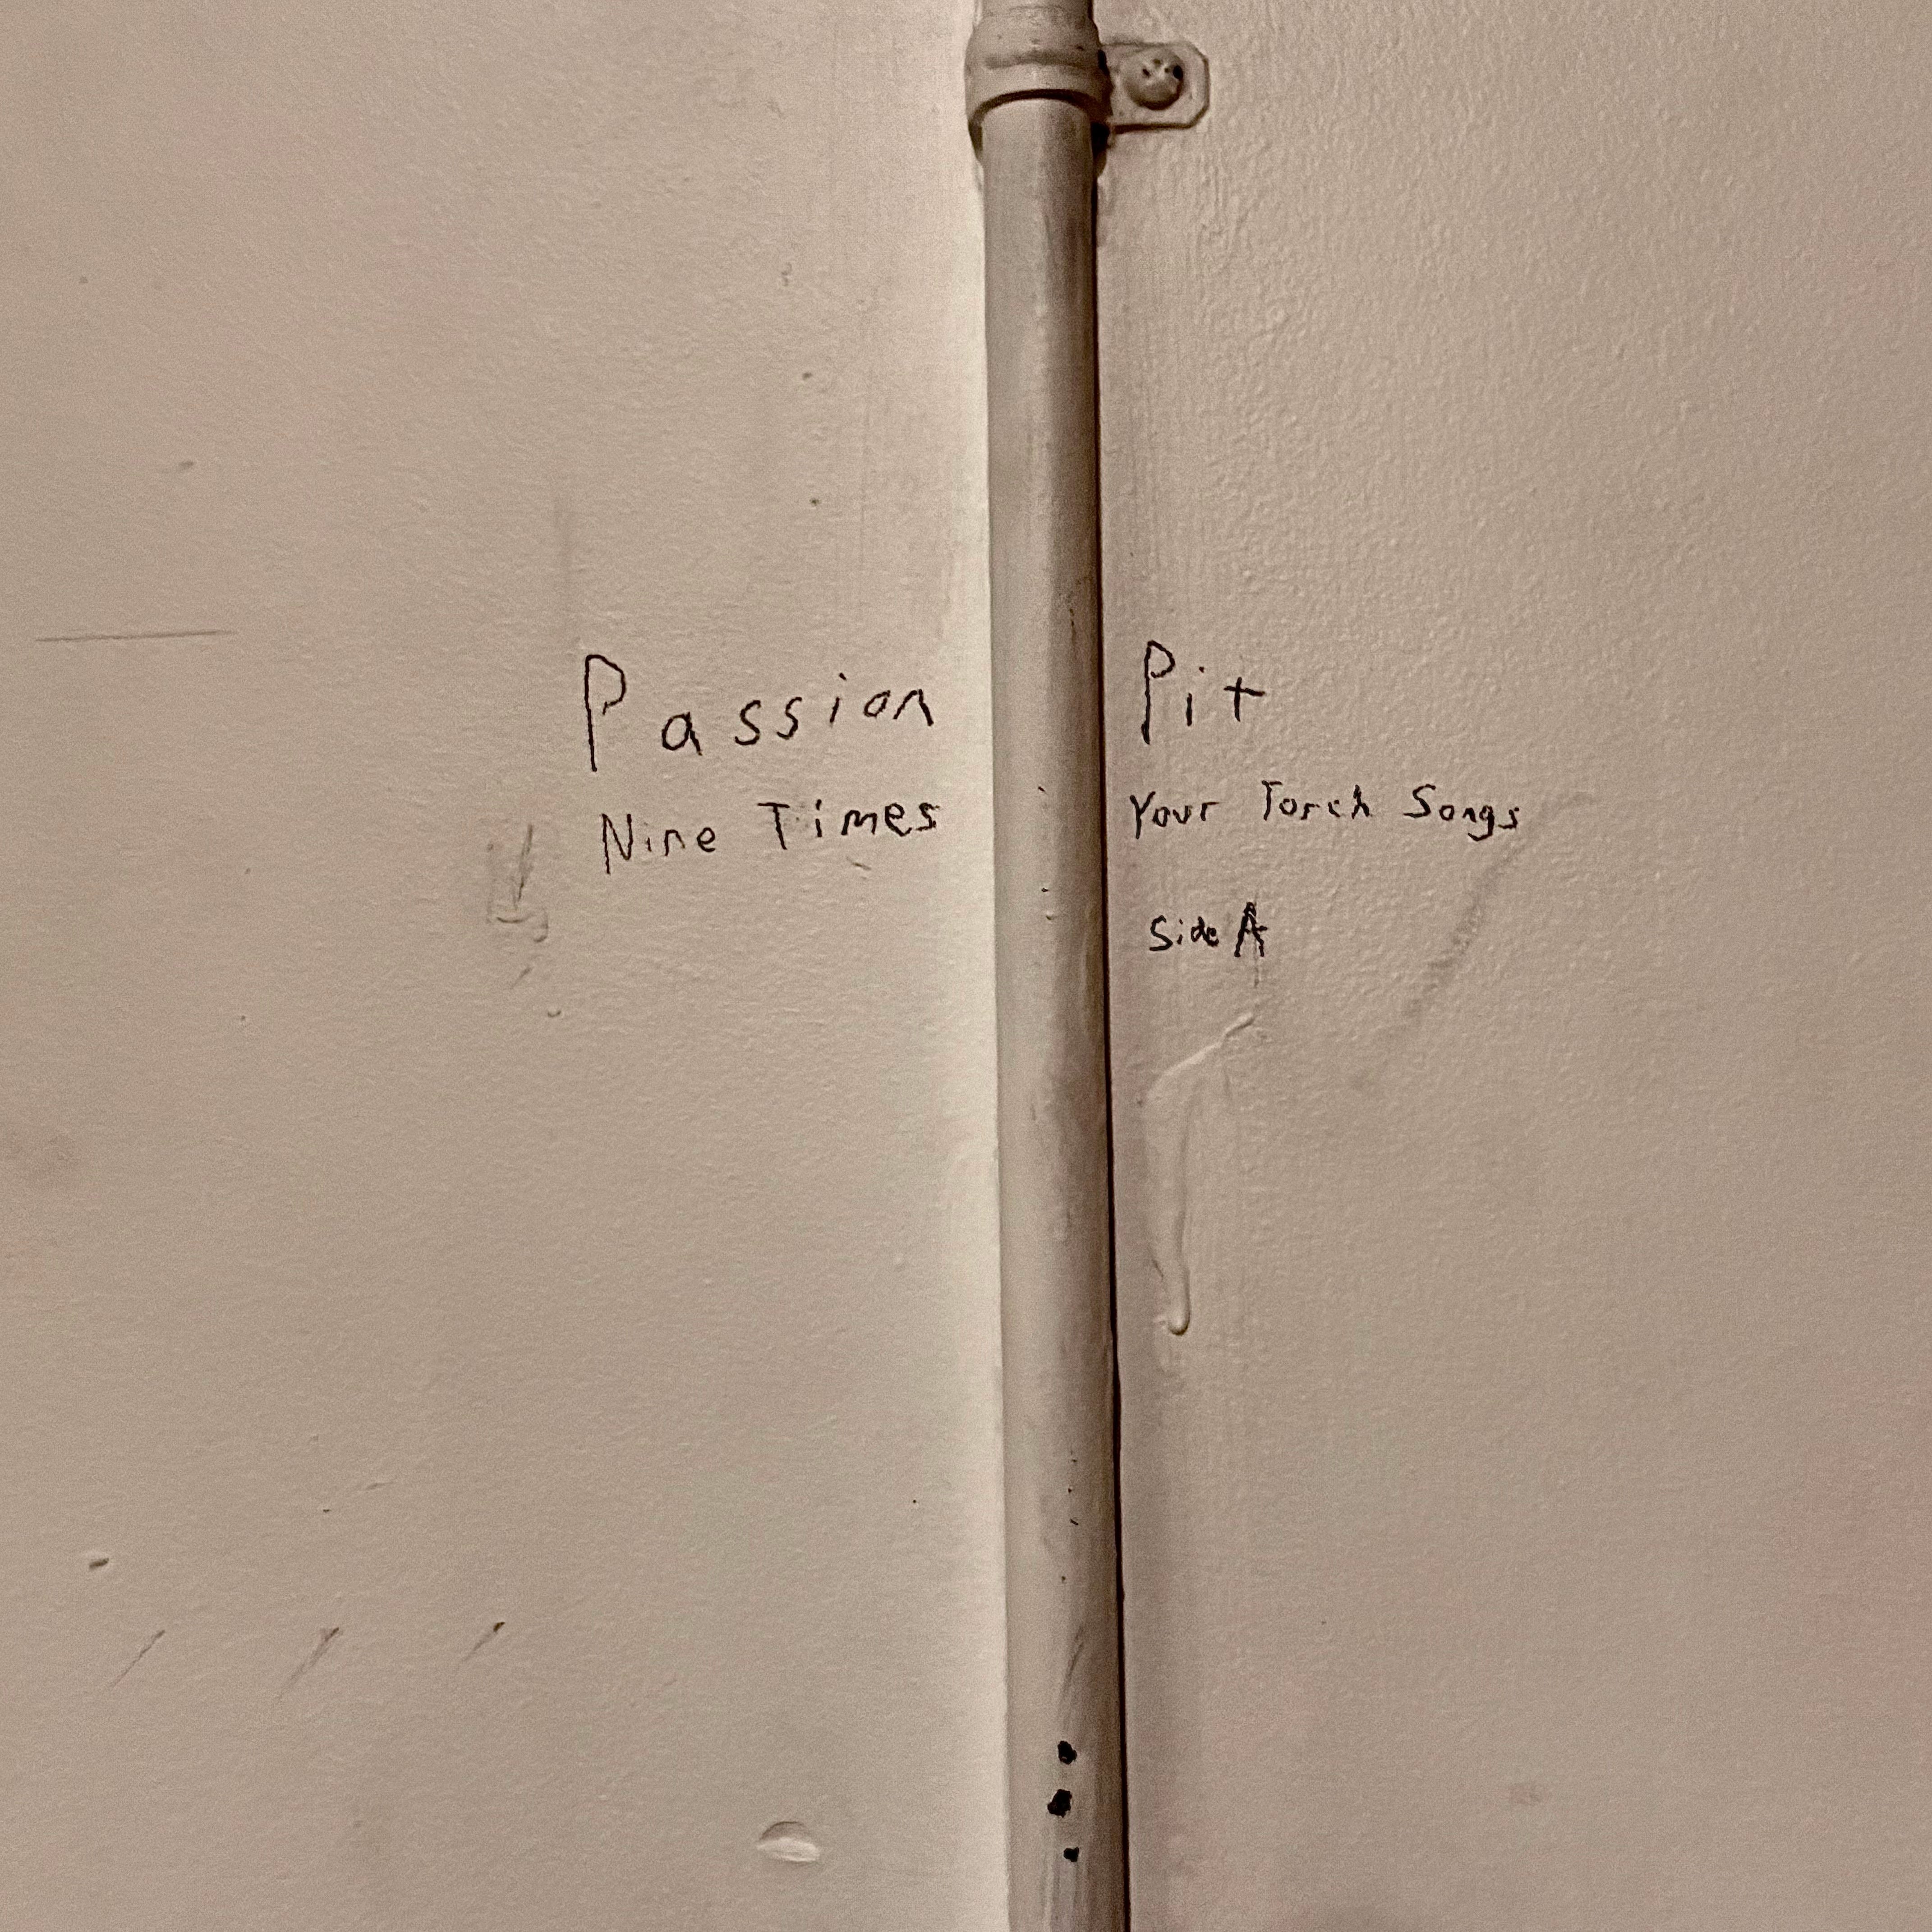 Passion Pit
Nine Times Your Torch Songs
Side A